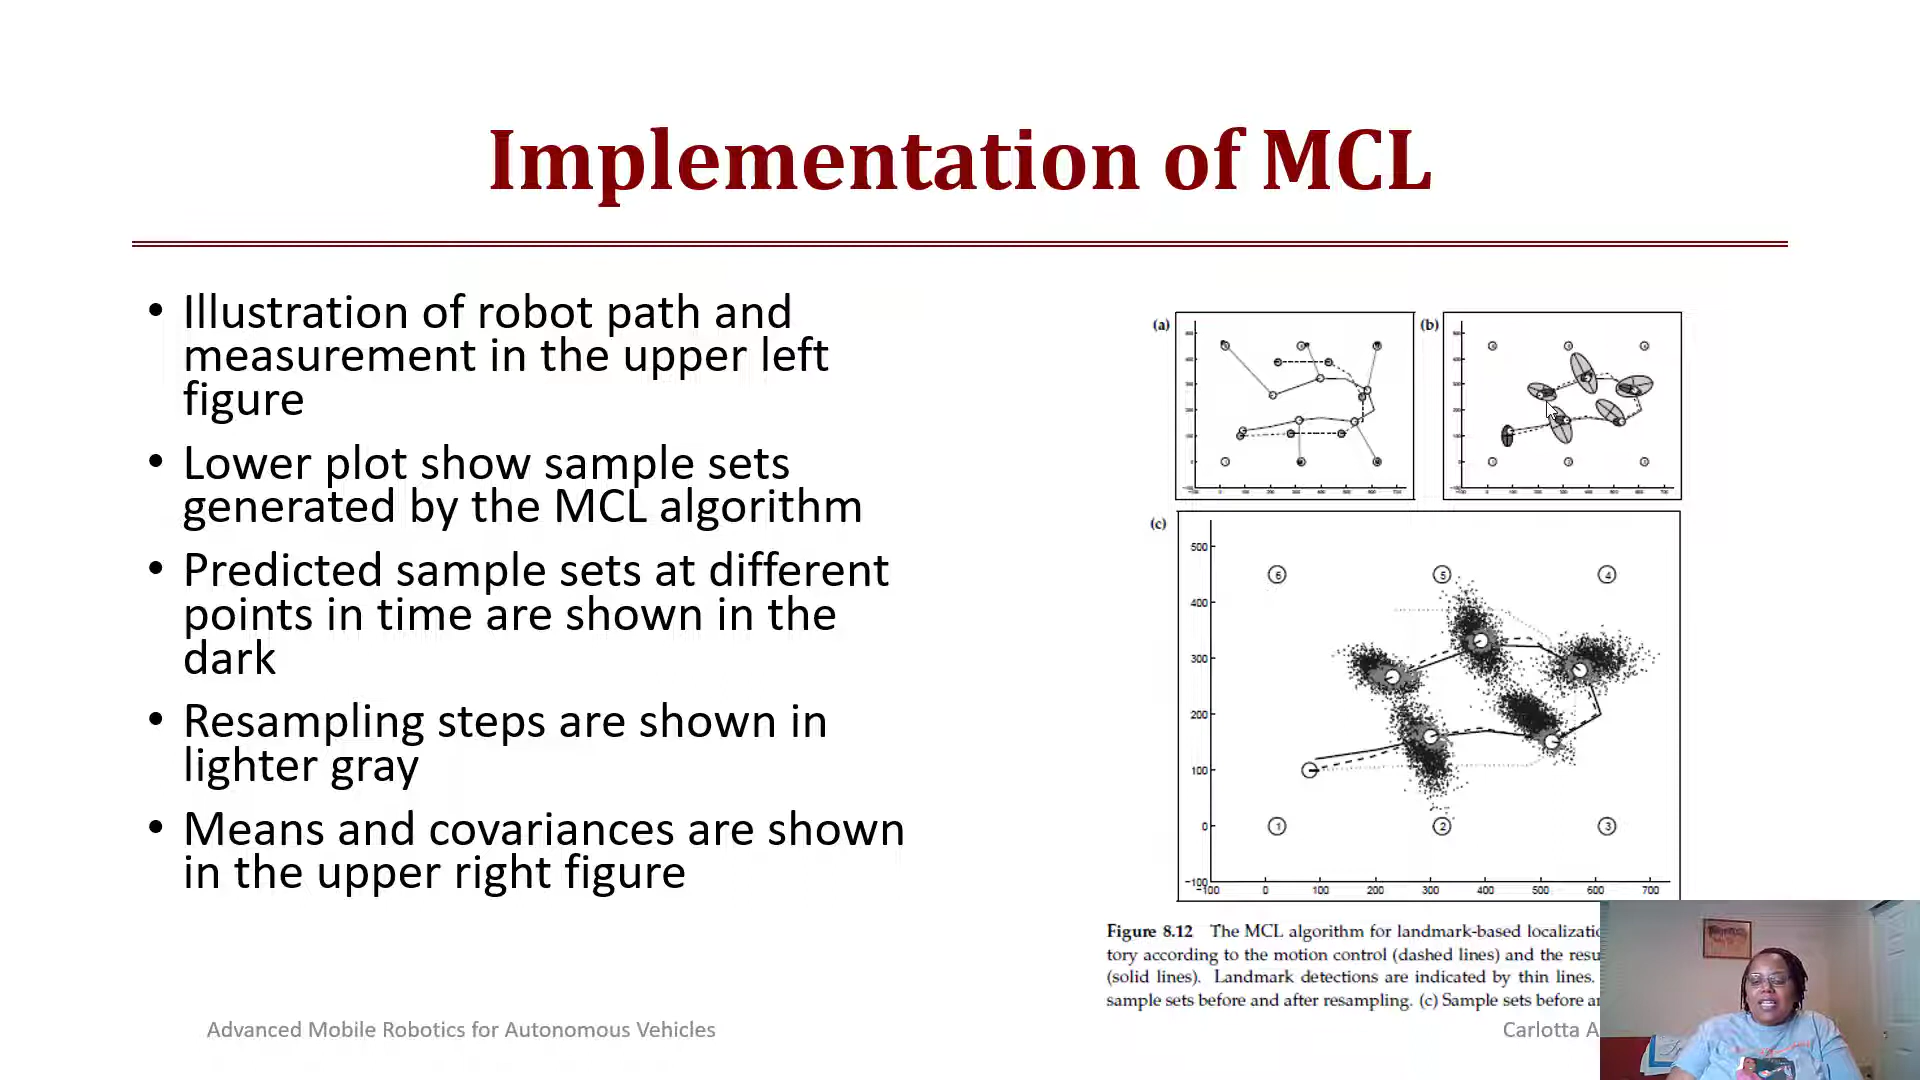 Implementation of MCL
• Illustration of robot path and
measurement in the upper left
figure
• Lower plot show sample sets
generated by the MCL algorithm
• Predicted sample sets at different
points in time are shown in the
dark
• Resampling steps are shown in
lighter gray
• Means and covariances are shown
in the upper right figure
(a)
(b)
(c)
500
400
300
200
100
0
-100
-100 0 100 200 300 400 500 600 700
6 5 4
1 2 3
Figure 8.12 The MCL algorithm for landmark-based localizatio
tory according to the motion control (dashed lines) and the resu
(solid lines). Landmark detections are indicated by thin lines.
sample sets before and after resampling. (c) Sample sets before a
Advanced Mobile Robotics for Autonomous Vehicles
Carlotta A